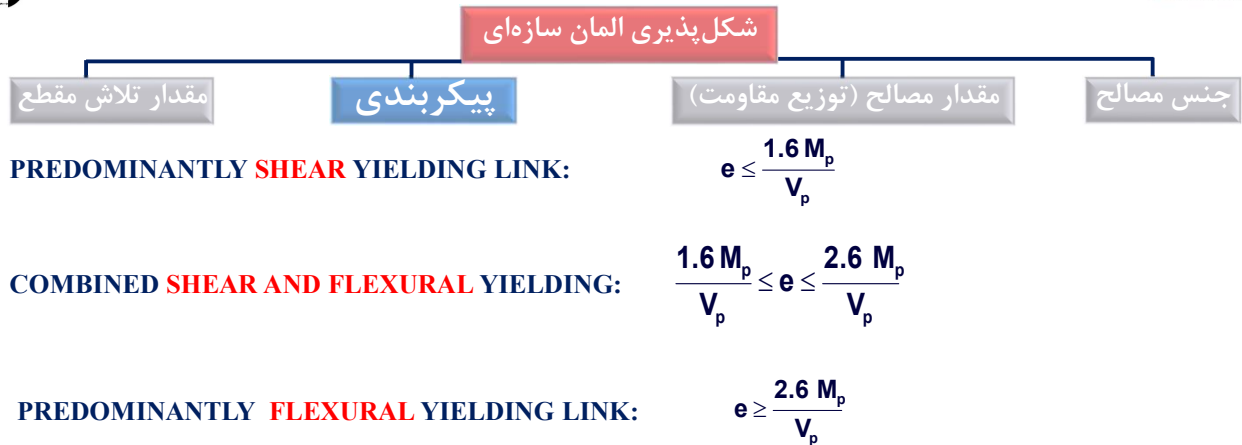 شکل‌پذیری المان سازه‌ای
جنس مصالح
مقدار مصالح (توزیع مقاومت)
پیکربندی
مقدار تلاش مقطع
PREDOMINANTLY SHEAR YIELDING LINK: e ≤ 1.6 Mp / Vp
COMBINED SHEAR AND FLEXURAL YIELDING: 1.6 Mp / Vp ≤ e ≤ 2.6 Mp / Vp
PREDOMINANTLY FLEXURAL YIELDING LINK: e ≥ 2.6 Mp / Vp